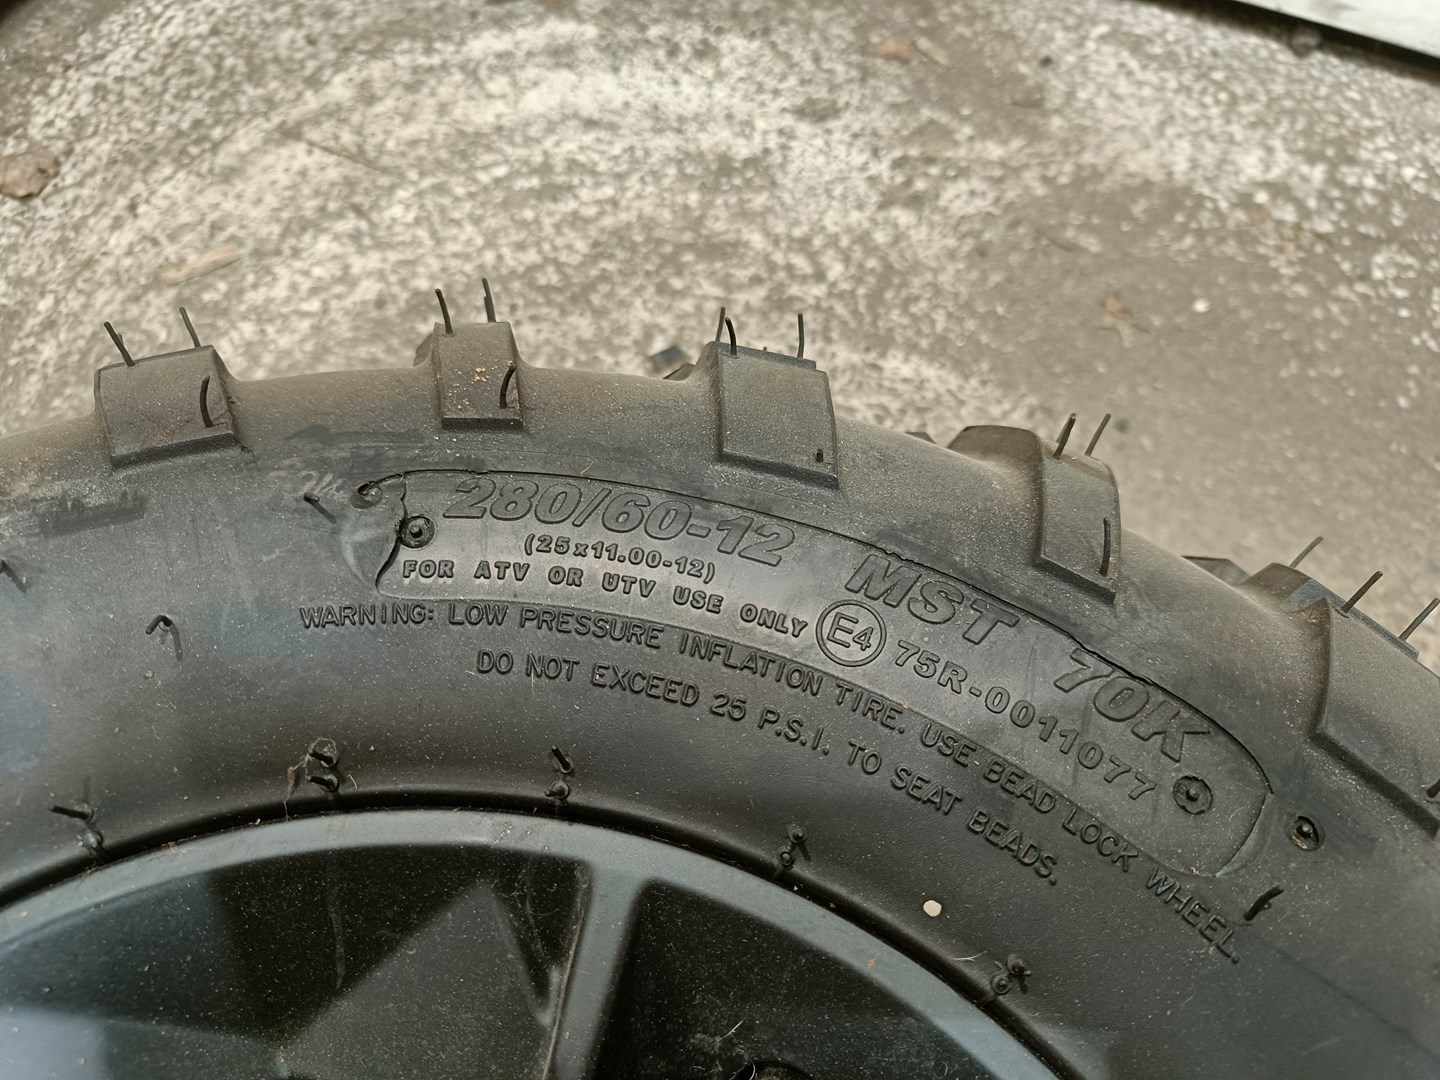 280/60-12 MST 70K
(25x11.00-12)
FOR ATV OR UTV USE ONLY E4 75R-0011077
WARNING: LOW PRESSURE INFLATION TIRE. USE BEAD LOCK WHEEL.
DO NOT EXCEED 25 P.S.I. TO SEAT BEADS.